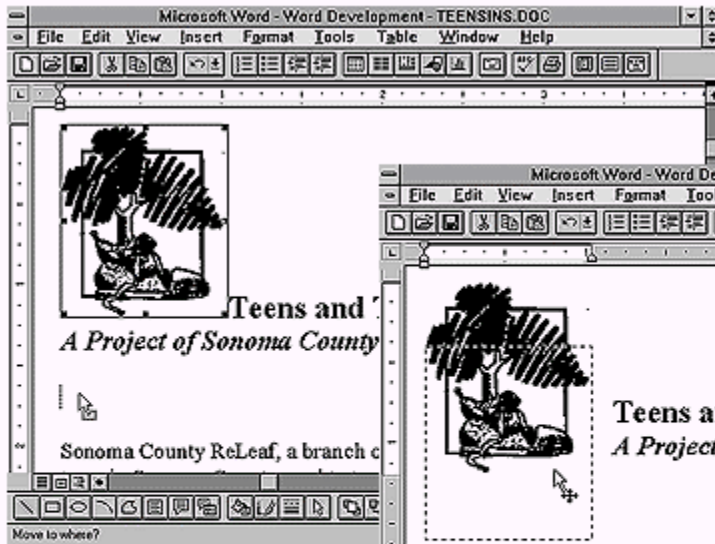 Microsoft Word - Word Development - TEENSINS.DOC
File Edit View Insert Format Tools Table Window Help
Teens and T
A Project of Sonoma County
Sonoma County ReLeaf, a branch o
Move to where?
Microsoft Word - Word De
File Edit View Insert Format Too
Teens a
A Project